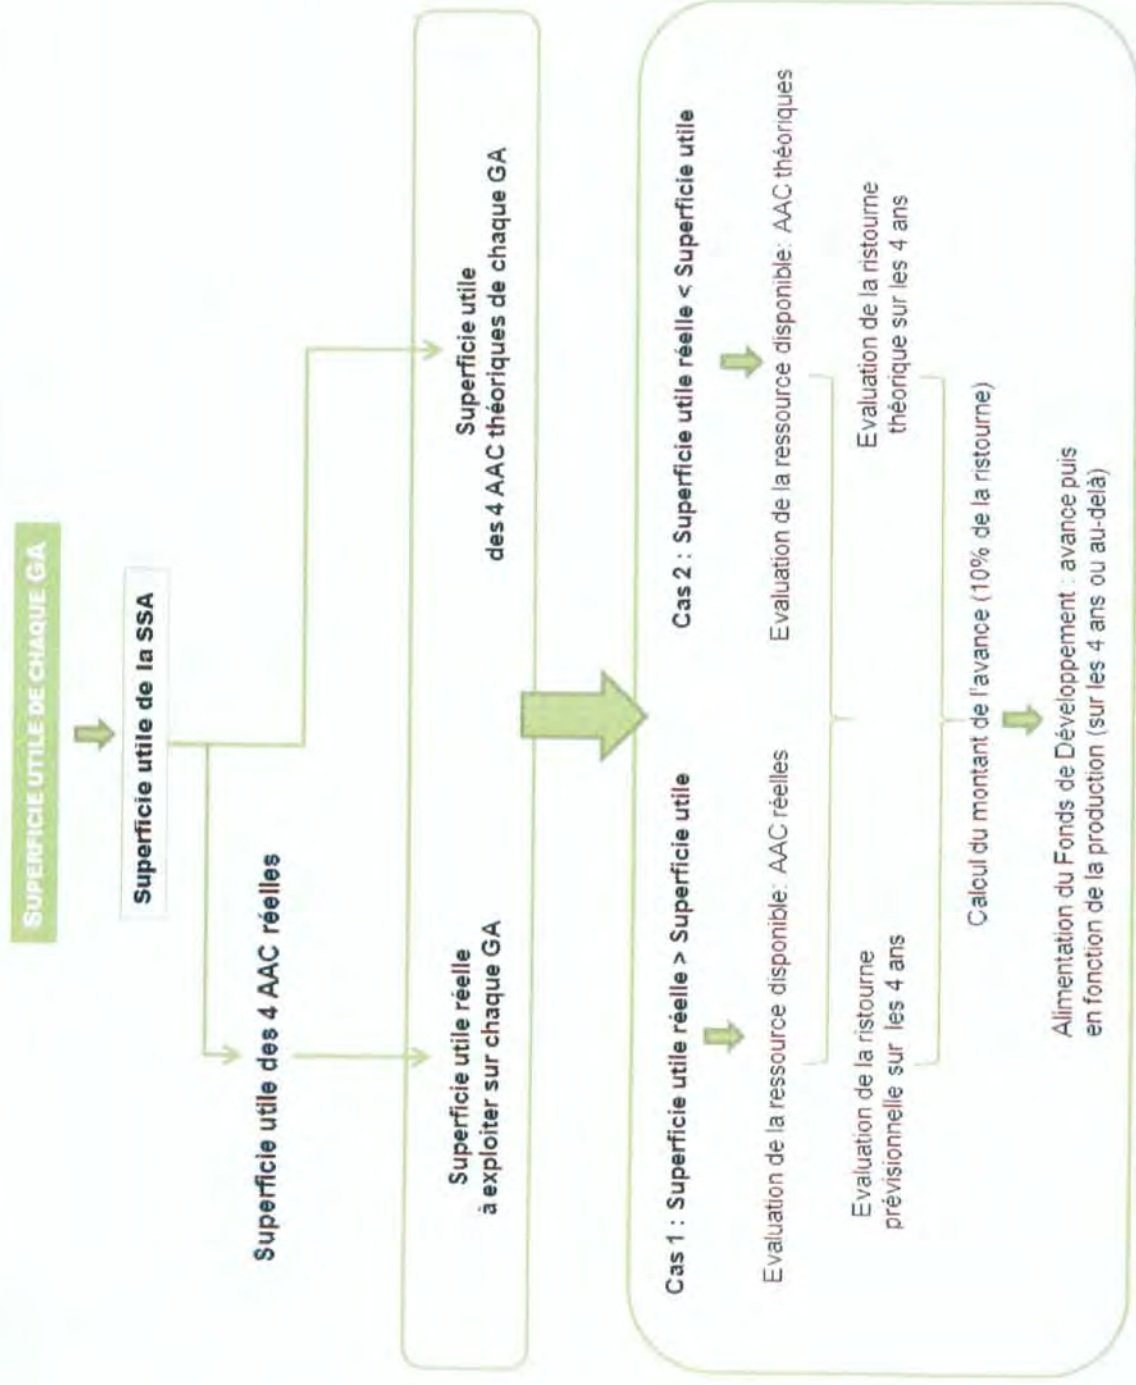 SUPERFICIE UTILE DE CHAQUE GA
Superficie utile de la SSA
Superficie utile des 4 AAC réelles
Superficie utile réelle
à exploiter sur chaque GA
Superficie utile
des 4 AAC théoriques de chaque GA
Cas 1 : Superficie utile réelle > Superficie utile
Cas 2 : Superficie utile réelle < Superficie utile
Evaluation de la ressource disponible: AAC réelles
Evaluation de la ressource disponible: AAC théoriques
Evaluation de la ristourne
prévisionnelle sur les 4 ans
Evaluation de la ristourne
théorique sur les 4 ans
Calcul du montant de l'avance (10% de la ristourne)
Alimentation du Fonds de Développement : avance puis
en fonction de la production (sur les 4 ans ou au-delà)